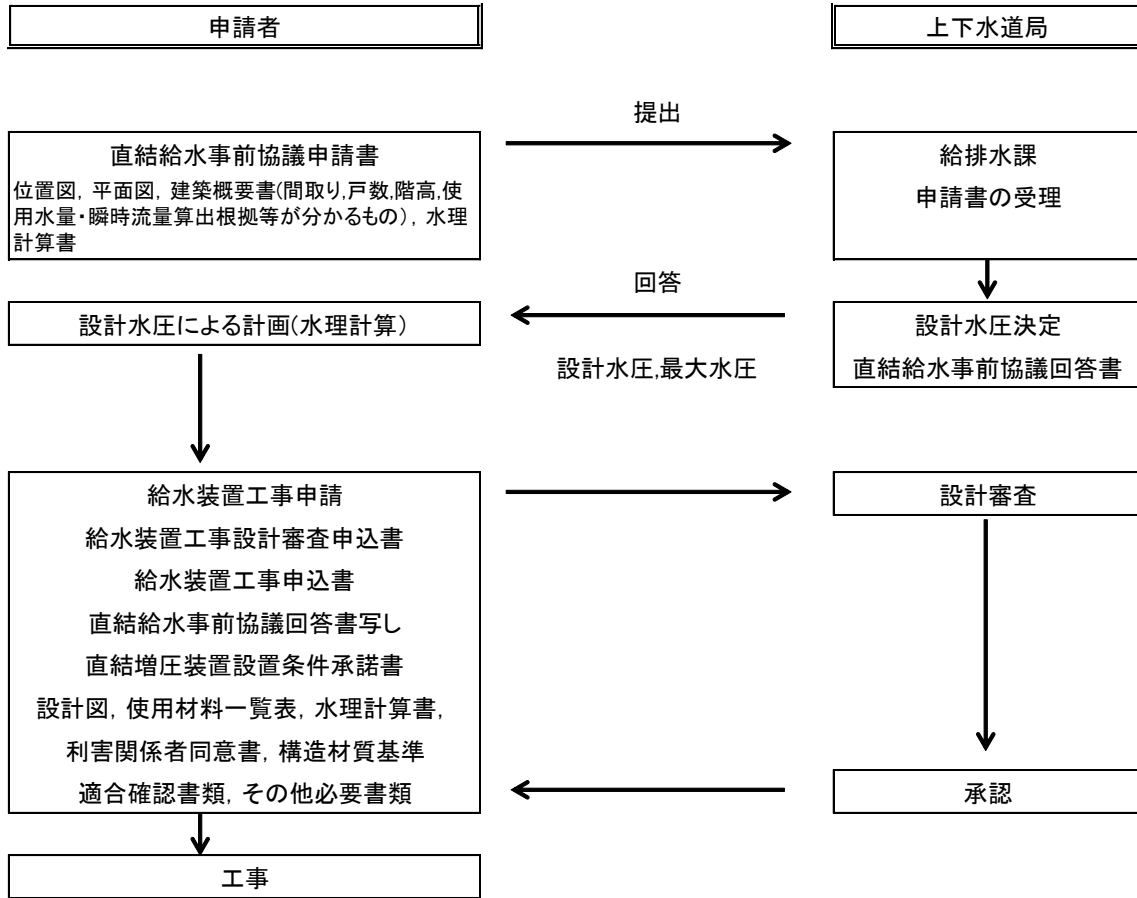 申請者
上下水道局
提出
直結給水事前協議申請書
位置図，平面図，建築概要書(間取り,戸数,階高,使
用水量・瞬時流量算出根拠等が分かるもの)，水理
計算書
給排水課
申請書の受理
回答
設計水圧による計画(水理計算)
設計水圧,最大水圧
設計水圧決定
直結給水事前協議回答書
給水装置工事申請
給水装置工事設計審査申込書
給水装置工事申込書
直結給水事前協議回答書写し
直結増圧装置設置条件承諾書
設計図，使用材料一覧表，水理計算書，
利害関係者同意書，構造材質基準
適合確認書類，その他必要書類
設計審査
承認
工事